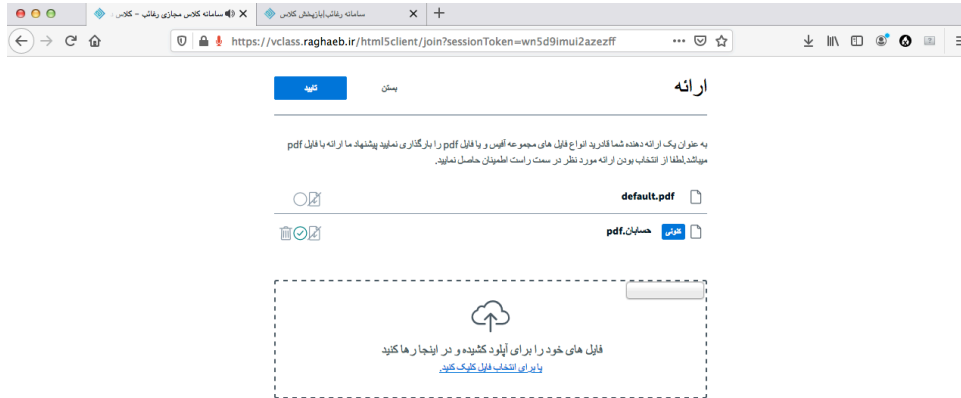 سامانه کلاس مجازی رغائب - کلاس
سامانه رغائب|بازپخش کلاس
https://vclass.raghaeb.ir/html5client/join?sessionToken=wn5d9imui2azezff
ارائه
بستن
تایید
به عنوان یک ارائه دهنده شما قادرید انواع فایل های مجموعه آفیس و یا فایل pdf را بارگذاری نمایید پیشنهاد ما ارائه با فایل pdf
میباشد.لطفا از انتخاب بودن ارائه مورد نظر در سمت راست اطمینان حاصل نمایید.
default.pdf
کنونی حسابان.pdf
فایل های خود را برای آپلود کشیده و در اینجا رها کنید
یا برای انتخاب فایل کلیک کنید.